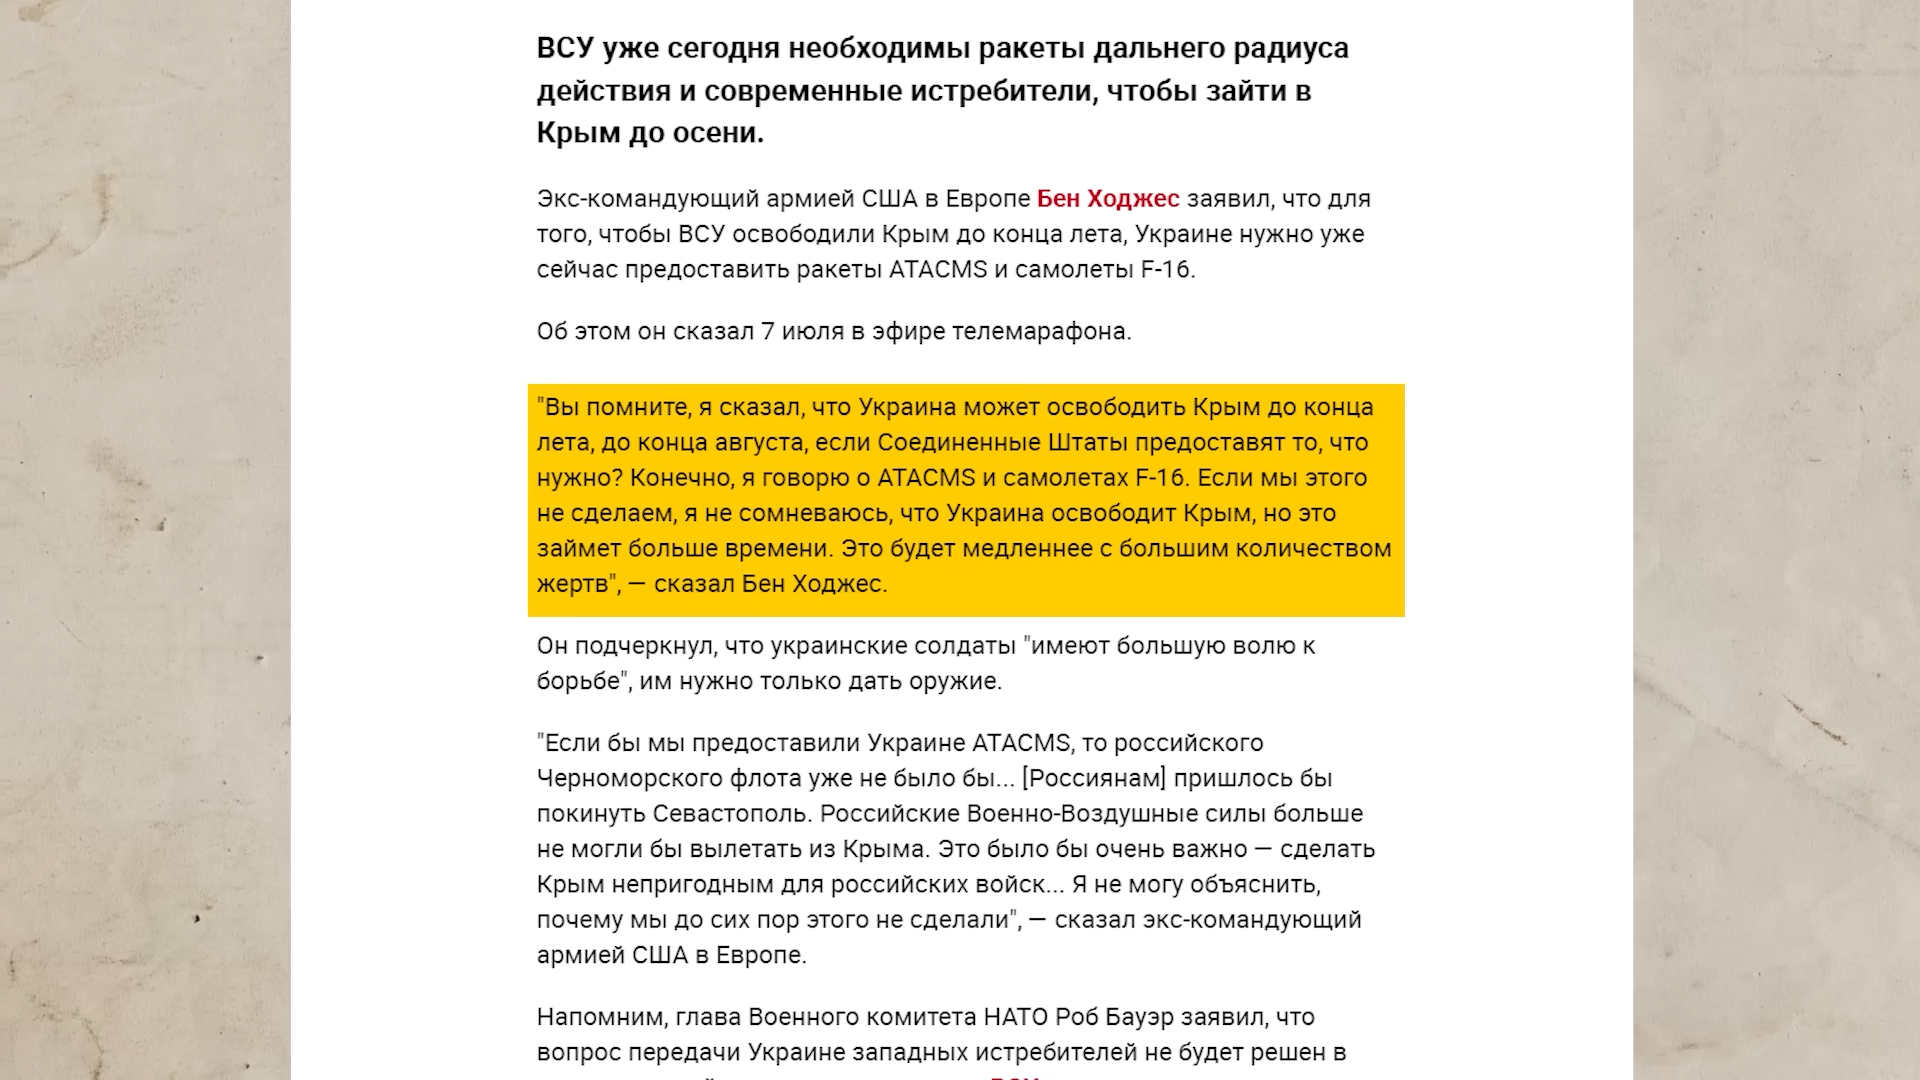 ВСУ уже сегодня необходимы ракеты дальнего радиуса
действия и современные истребители, чтобы зайти в
Крым до осени.
Экс-командующий армией США в Европе Бен Ходжес заявил, что для
того, чтобы ВСУ освободили Крым до конца лета, Украине нужно уже
сейчас предоставить ракеты ATACMS и самолеты F-16.
Об этом он сказал 7 июля в эфире телемарафона.
"Вы помните, я сказал, что Украина может освободить Крым до конца
лета, до конца августа, если Соединенные Штаты предоставят то, что
нужно? Конечно, я говорю о ATACMS и самолетах F-16. Если мы этого
не сделаем, я не сомневаюсь, что Украина освободит Крым, но это
займет больше времени. Это будет медленнее с большим количеством
жертв", — сказал Бен Ходжес.
Он подчеркнул, что украинские солдаты "имеют большую волю к
борьбе", им нужно только дать оружие.
"Если бы мы предоставили Украине ATACMS, то российского
Черноморского флота уже не было бы... [Россиянам] пришлось бы
покинуть Севастополь. Российские Военно-Воздушные силы больше
не могли бы вылетать из Крыма. Это было бы очень важно — сделать
Крым непригодным для российских войск... Я не могу объяснить,
почему мы до сих пор этого не сделали", — сказал экс-командующий
армией США в Европе.
Напомним, глава Военного комитета НАТО Роб Бауэр заявил, что
вопрос передачи Украине западных истребителей не будет решен в